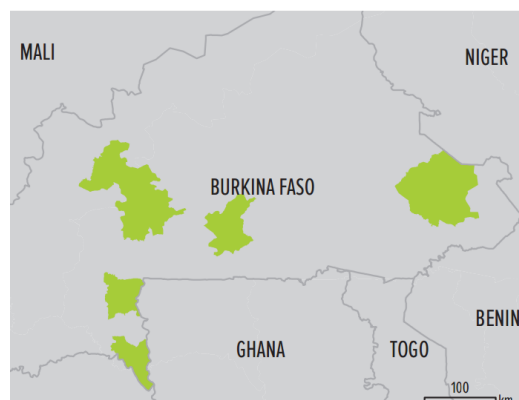 MALI
NIGER
BURKINA FASO
BENIN
GHANA
TOGO
100
km